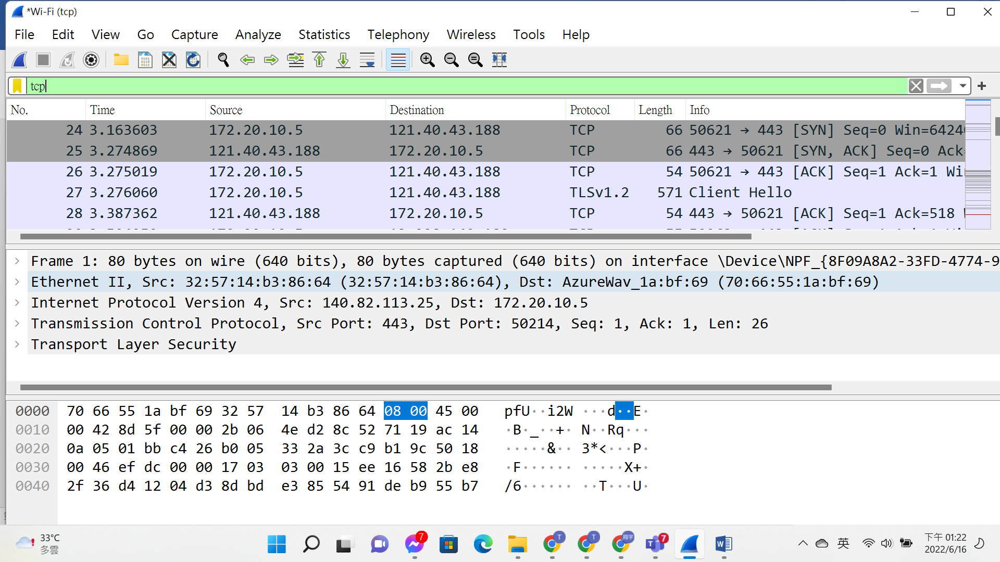 *Wi-Fi (tcp)
File Edit View Go Capture Analyze Statistics Telephony Wireless Tools Help
tcp
No. Time Source Destination Protocol Length Info
24 3.163603 172.20.10.5 121.40.43.188 TCP 66 50621 → 443 [SYN] Seq=0 Win=6424
25 3.274869 121.40.43.188 172.20.10.5 TCP 66 443 → 50621 [SYN, ACK] Seq=0 Ack=
26 3.275019 172.20.10.5 121.40.43.188 TCP 54 50621 → 443 [ACK] Seq=1 Ack=1 Wi
27 3.276060 172.20.10.5 121.40.43.188 TLSv1.2 571 Client Hello
28 3.387362 121.40.43.188 172.20.10.5 TCP 54 443 → 50621 [ACK] Seq=1 Ack=518
Frame 1: 80 bytes on wire (640 bits), 80 bytes captured (640 bits) on interface \Device\NPF_{8F09A8A2-33FD-4774-9
Ethernet II, Src: 32:57:14:b3:86:64 (32:57:14:b3:86:64), Dst: AzureWav_1a:bf:69 (70:66:55:1a:bf:69)
Internet Protocol Version 4, Src: 140.82.113.25, Dst: 172.20.10.5
Transmission Control Protocol, Src Port: 443, Dst Port: 50214, Seq: 1, Ack: 1, Len: 26
Transport Layer Security
0000 70 66 55 1a bf 69 32 57 14 b3 86 64 08 00 45 00 pfU··i2W ···d··E·
0010 00 42 8d 5f 00 00 2b 06 4e d2 8c 52 71 19 ac 14 ·B·_··+· N··Rq···
0020 0a 05 01 bb c4 26 b0 05 33 2a 3c c9 b1 9c 50 18 ·····&·· 3*<···P·
0030 00 46 ef dc 00 00 17 03 03 00 15 ee 16 58 2b e8 ·F······ ·····X+·
0040 2f 36 d4 12 04 d3 8d bd e3 85 54 91 de b9 55 b7 /6······ ··T···U·
33°C
多雲
7
T
T
翔宇
T 7
W
英
下午 01:22
2022/6/16